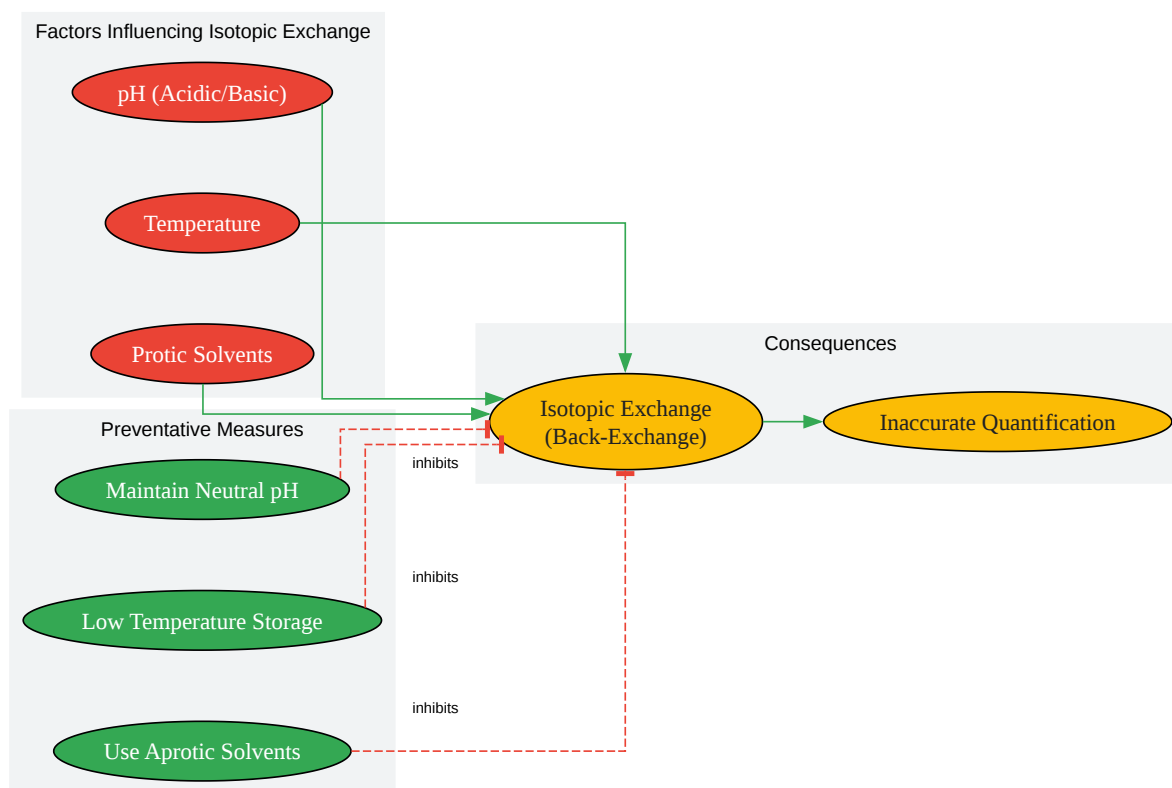 Factors Influencing Isotopic Exchange
pH (Acidic/Basic)
Temperature
Protic Solvents
Consequences
Isotopic Exchange
(Back-Exchange)
Inaccurate Quantification
Preventative Measures
Maintain Neutral pH
inhibits
Low Temperature Storage
inhibits
Use Aprotic Solvents
inhibits